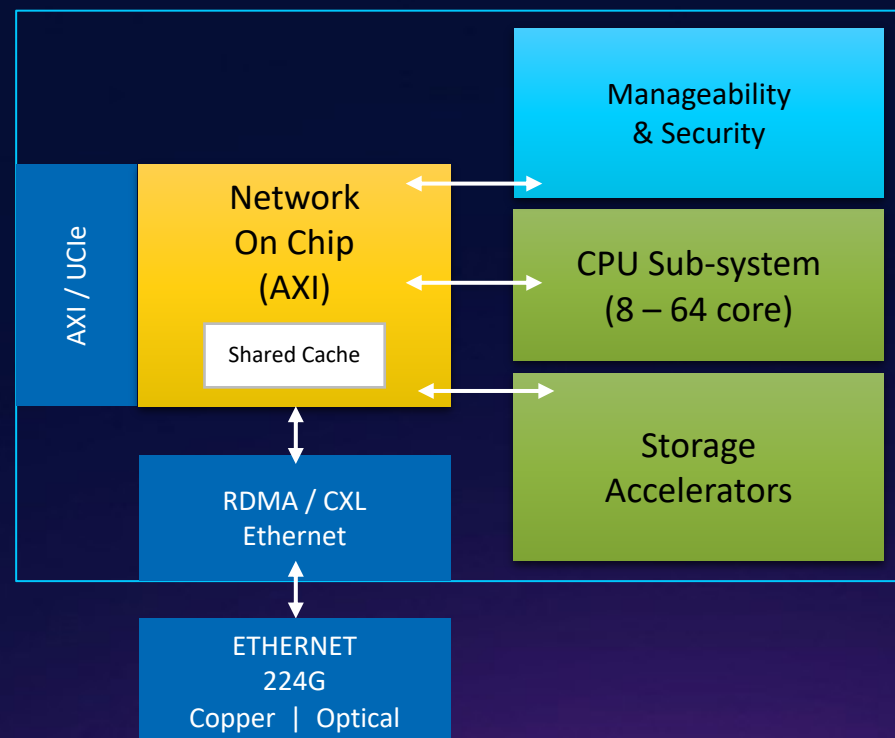 Manageability
& Security
AXI / UCIe
Network
On Chip
(AXI)
Shared Cache
CPU Sub-system
(8 – 64 core)
Storage
Accelerators
RDMA / CXL
Ethernet
ETHERNET
224G
Copper | Optical